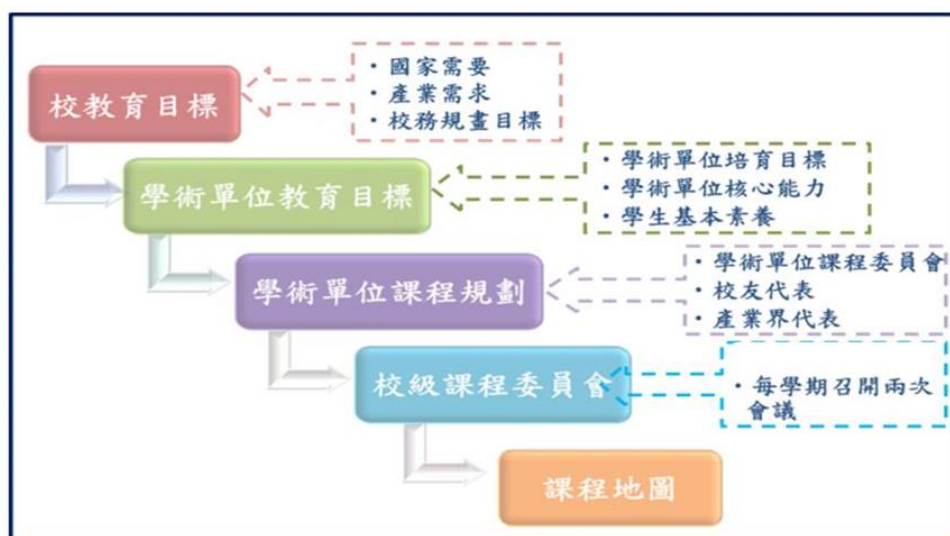 校教育目標
・國家需要
・產業需求
・校務規畫目標
學術單位教育目標
・學術單位培育目標
・學術單位核心能力
・學生基本素養
學術單位課程規劃
・學術單位課程委員會
・校友代表
・產業界代表
校級課程委員會
・每學期召開兩次
會議
課程地圖